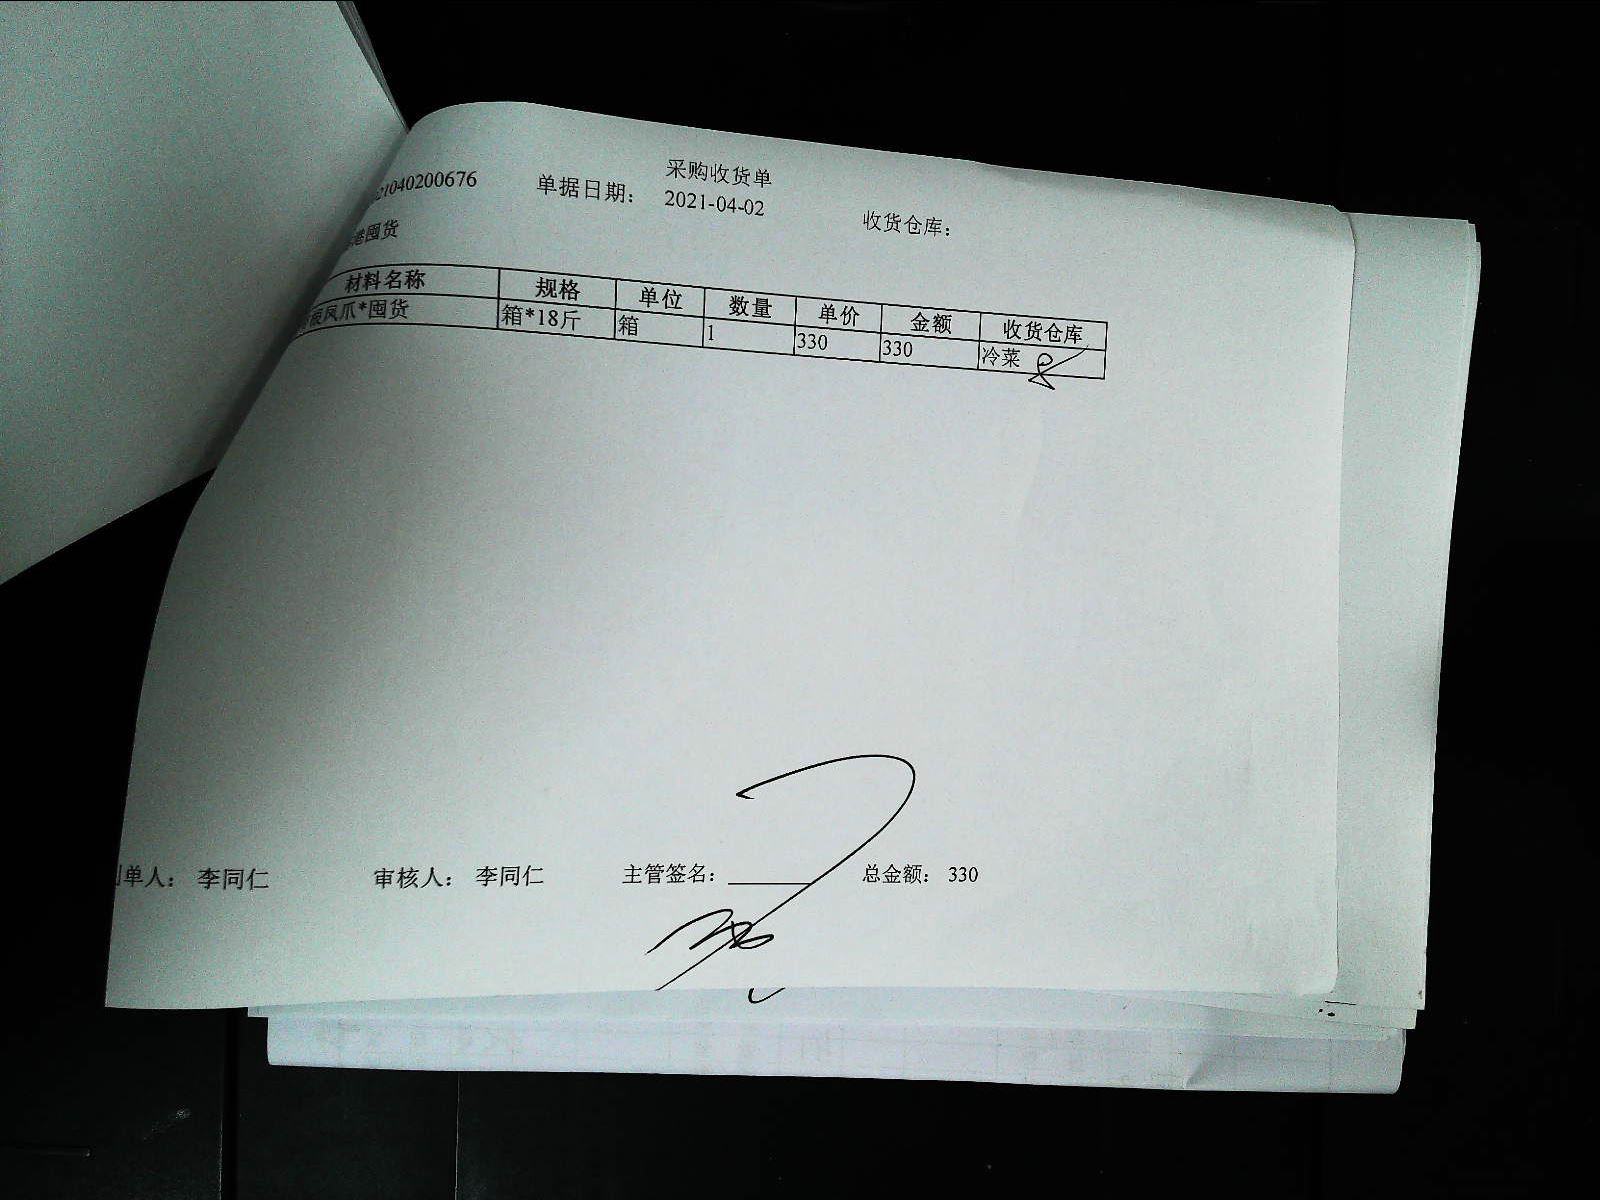 采购收货单
21040200676 单据日期： 2021-04-02 收货仓库：
港囤货
材料名称 规格 单位 数量 单价 金额 收货仓库
凤爪*囤货 箱*18斤 箱 1 330 330 冷菜
单人： 李同仁 审核人： 李同仁 主管签名： 总金额： 330